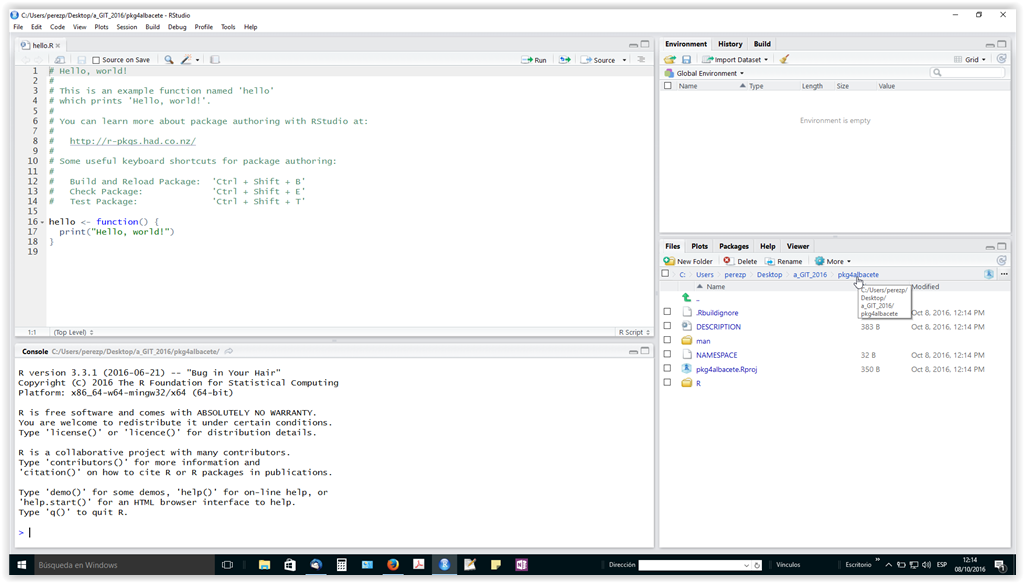 C:/Users/perezp/Desktop/a_GIT_2016/pkg4albacete - RStudio
File Edit Code View Plots Session Build Debug Profile Tools Help
hello.R
Source on Save
Run
Source
1 # Hello, world!
2 #
3 # This is an example function named 'hello'
4 # which prints 'Hello, world!'.
5 #
6 # You can learn more about package authoring with RStudio at:
7 #
8 #   http://r-pkgs.had.co.nz/
9 #
10 # Some useful keyboard shortcuts for package authoring:
11 #
12 #   Build and Reload Package:  'Ctrl + Shift + B'
13 #   Check Package:             'Ctrl + Shift + E'
14 #   Test Package:              'Ctrl + Shift + T'
15
16 hello <- function() {
17   print("Hello, world!")
18 }
19
1:1 (Top Level) R Script
Console C:/Users/perezp/Desktop/a_GIT_2016/pkg4albacete/
R version 3.3.1 (2016-06-21) -- "Bug in Your Hair"
Copyright (C) 2016 The R Foundation for Statistical Computing
Platform: x86_64-w64-mingw32/x64 (64-bit)
R is free software and comes with ABSOLUTELY NO WARRANTY.
You are welcome to redistribute it under certain conditions.
Type 'license()' or 'licence()' for distribution details.
R is a collaborative project with many contributors.
Type 'contributors()' for more information and
'citation()' on how to cite R or R packages in publications.
Type 'demo()' for some demos, 'help()' for on-line help, or
'help.start()' for an HTML browser interface to help.
Type 'q()' to quit R.
>
Environment History Build
Import Dataset
Grid
Global Environment
Name Type Length Size Value
Environment is empty
Files Plots Packages Help Viewer
New Folder Delete Rename More
C: Users perezp Desktop a_GIT_2016 pkg4albacete
Name Modified
..
C:/Users/perezp/
Desktop/
a_GIT_2016/
pkg4albacete
.Rbuildignore Oct 8, 2016, 12:14 PM
DESCRIPTION 383 B Oct 8, 2016, 12:14 PM
man
NAMESPACE 32 B Oct 8, 2016, 12:14 PM
pkg4albacete.Rproj 350 B Oct 8, 2016, 12:14 PM
R
Búsqueda en Windows
Dirección
Vínculos
Escritorio
ESP
12:14
08/10/2016